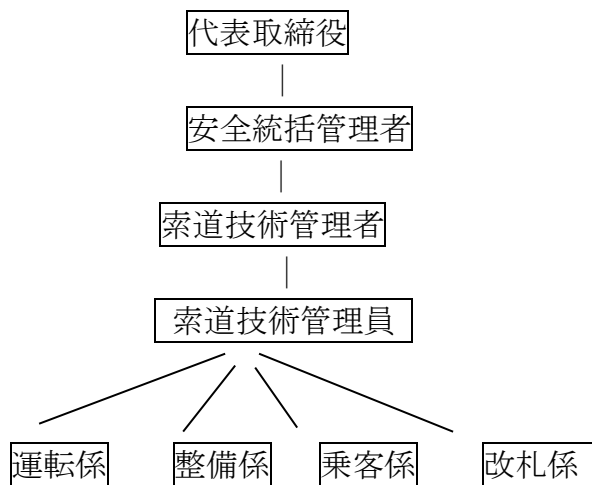 代表取締役
安全統括管理者
索道技術管理者
索道技術管理員
運転係 整備係 乗客係 改札係